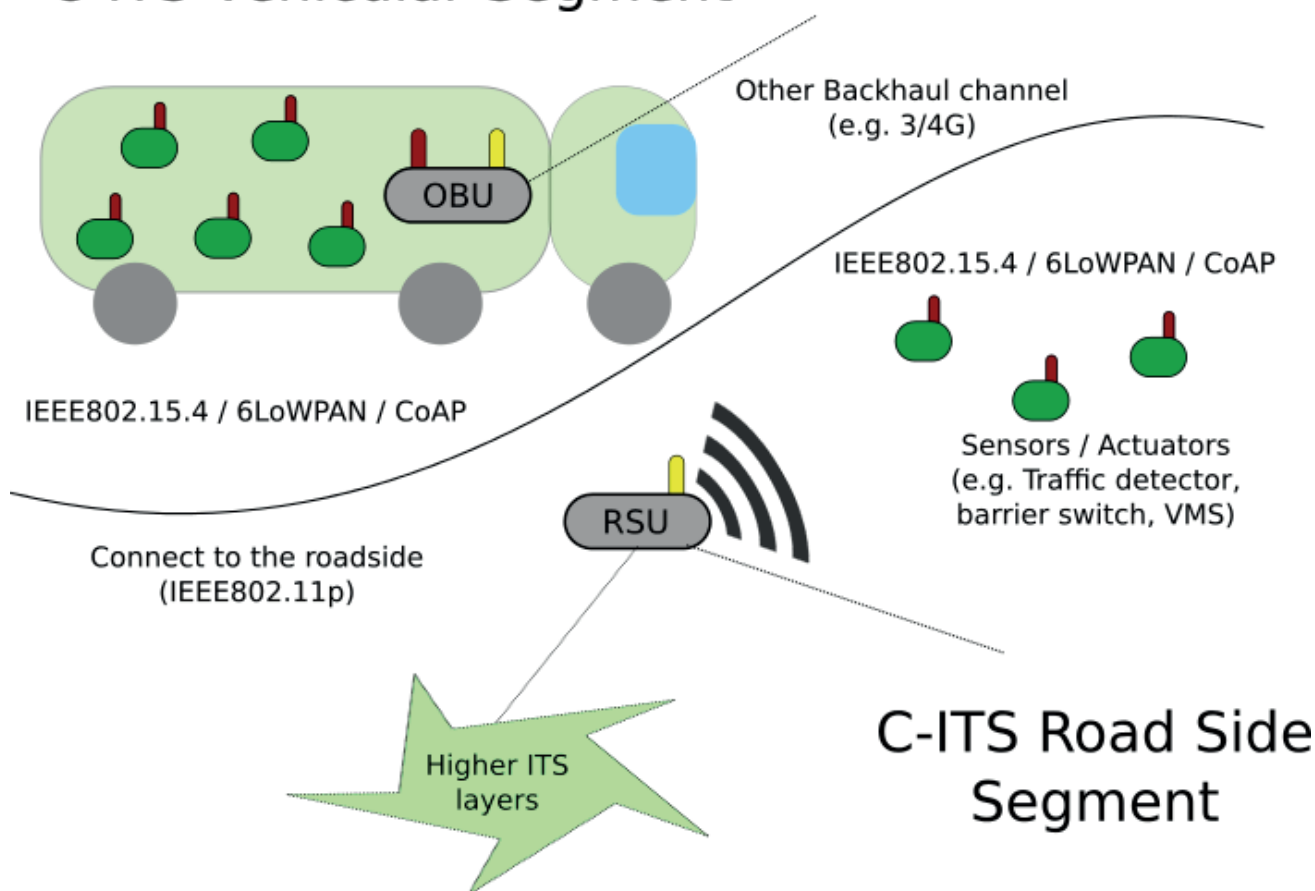 Other Backhaul channel
(e.g. 3/4G)
OBU
IEEE802.15.4 / 6LoWPAN / CoAP
IEEE802.15.4 / 6LoWPAN / CoAP
Sensors / Actuators
(e.g. Traffic detector,
barrier switch, VMS)
RSU
Connect to the roadside
(IEEE802.11p)
C-ITS Road Side
Segment
Higher ITS
layers